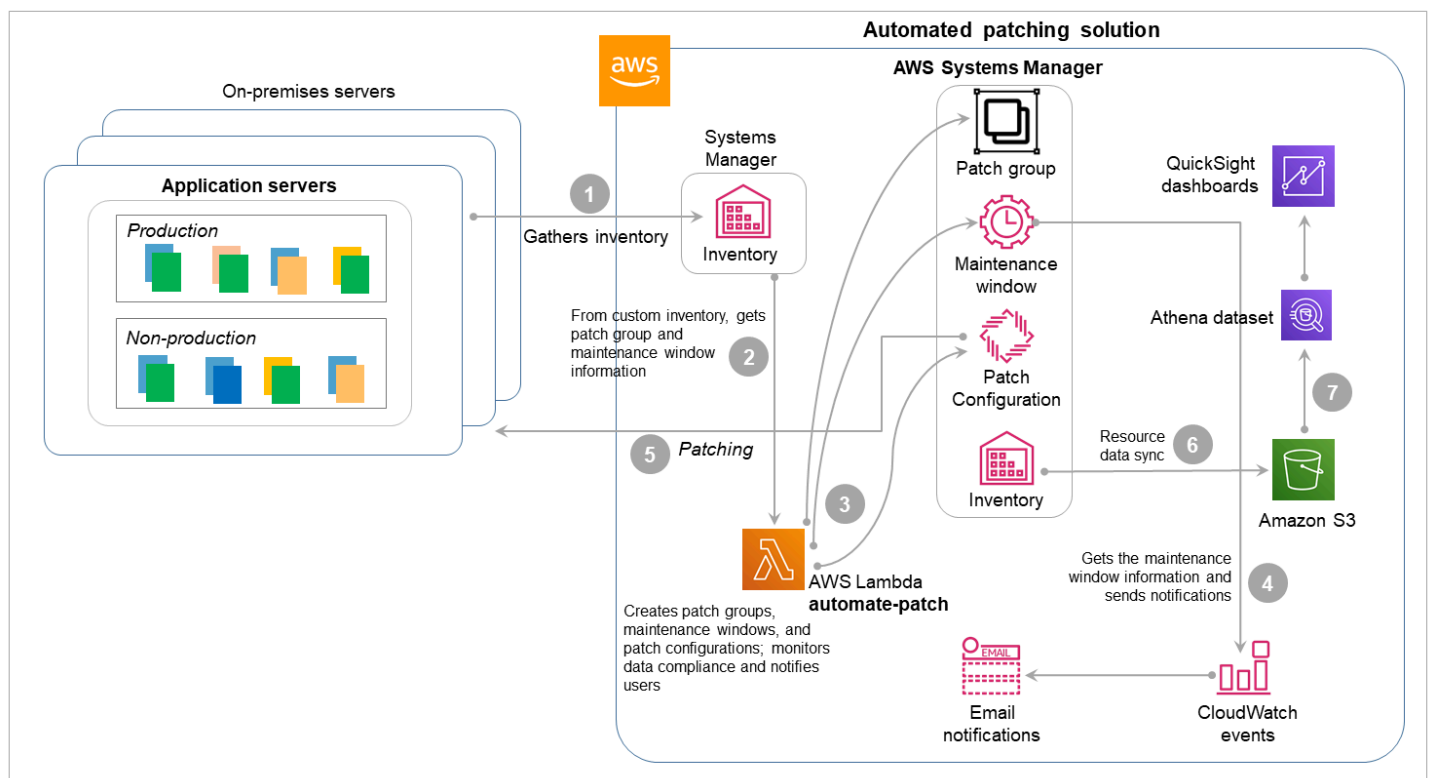 Automated patching solution
aws
AWS Systems Manager
On-premises servers
Application servers
Production
Non-production
1
Gathers inventory
Systems
Manager
Inventory
From custom inventory, gets
patch group and
maintenance window
information
2
5
Patching
3
AWS Lambda
automate-patch
Creates patch groups,
maintenance windows, and
patch configurations; monitors
data compliance and notifies
users
Patch group
Maintenance
window
Patch
Configuration
Inventory
Resource
data sync
6
QuickSight
dashboards
Athena dataset
7
Amazon S3
Gets the maintenance
window information and
sends notifications
4
EMAIL
Email
notifications
CloudWatch
events